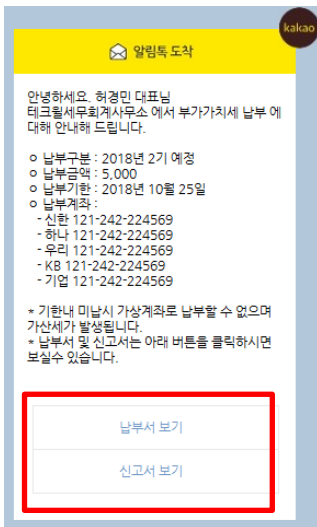 kakao
알림톡 도착
안녕하세요. 허경민 대표님
테크윌세무회계사무소 에서 부가가치세 납부 에
대해 안내해 드립니다.
ㅇ 납부구분 : 2018년 2기 예정
ㅇ 납부금액 : 5,000
ㅇ 납부기한 : 2018년 10월 25일
ㅇ 납부계좌 :
- 신한 121-242-224569
- 하나 121-242-224569
- 우리 121-242-224569
- KB 121-242-224569
- 기업 121-242-224569
* 기한내 미납시 가상계좌로 납부할 수 없으며
가산세가 발생됩니다.
* 납부서 및 신고서는 아래 버튼을 클릭하시면
보실수 있습니다.
납부서 보기
신고서 보기